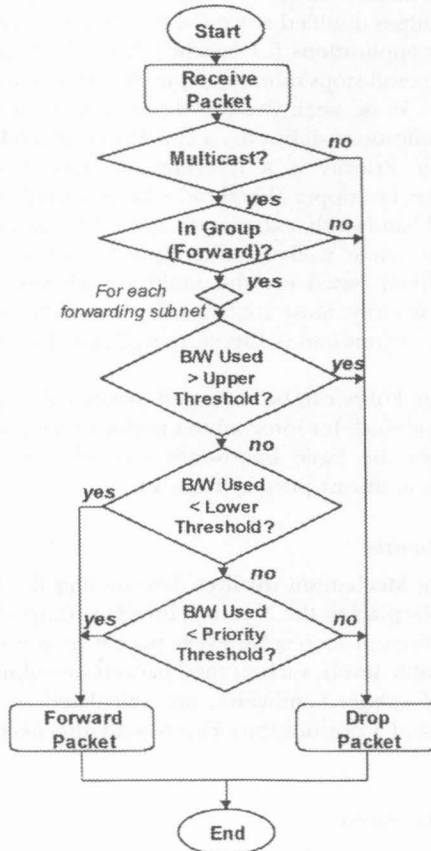 Start
Receive
Packet
Multicast?
no
yes
In Group
(Forward)?
no
yes
For each
forwarding subnet
B/W Used
> Upper
Threshold?
yes
no
B/W Used
< Lower
Threshold?
yes
no
B/W Used
< Priority
Threshold?
yes
no
Forward
Packet
Drop
Packet
End